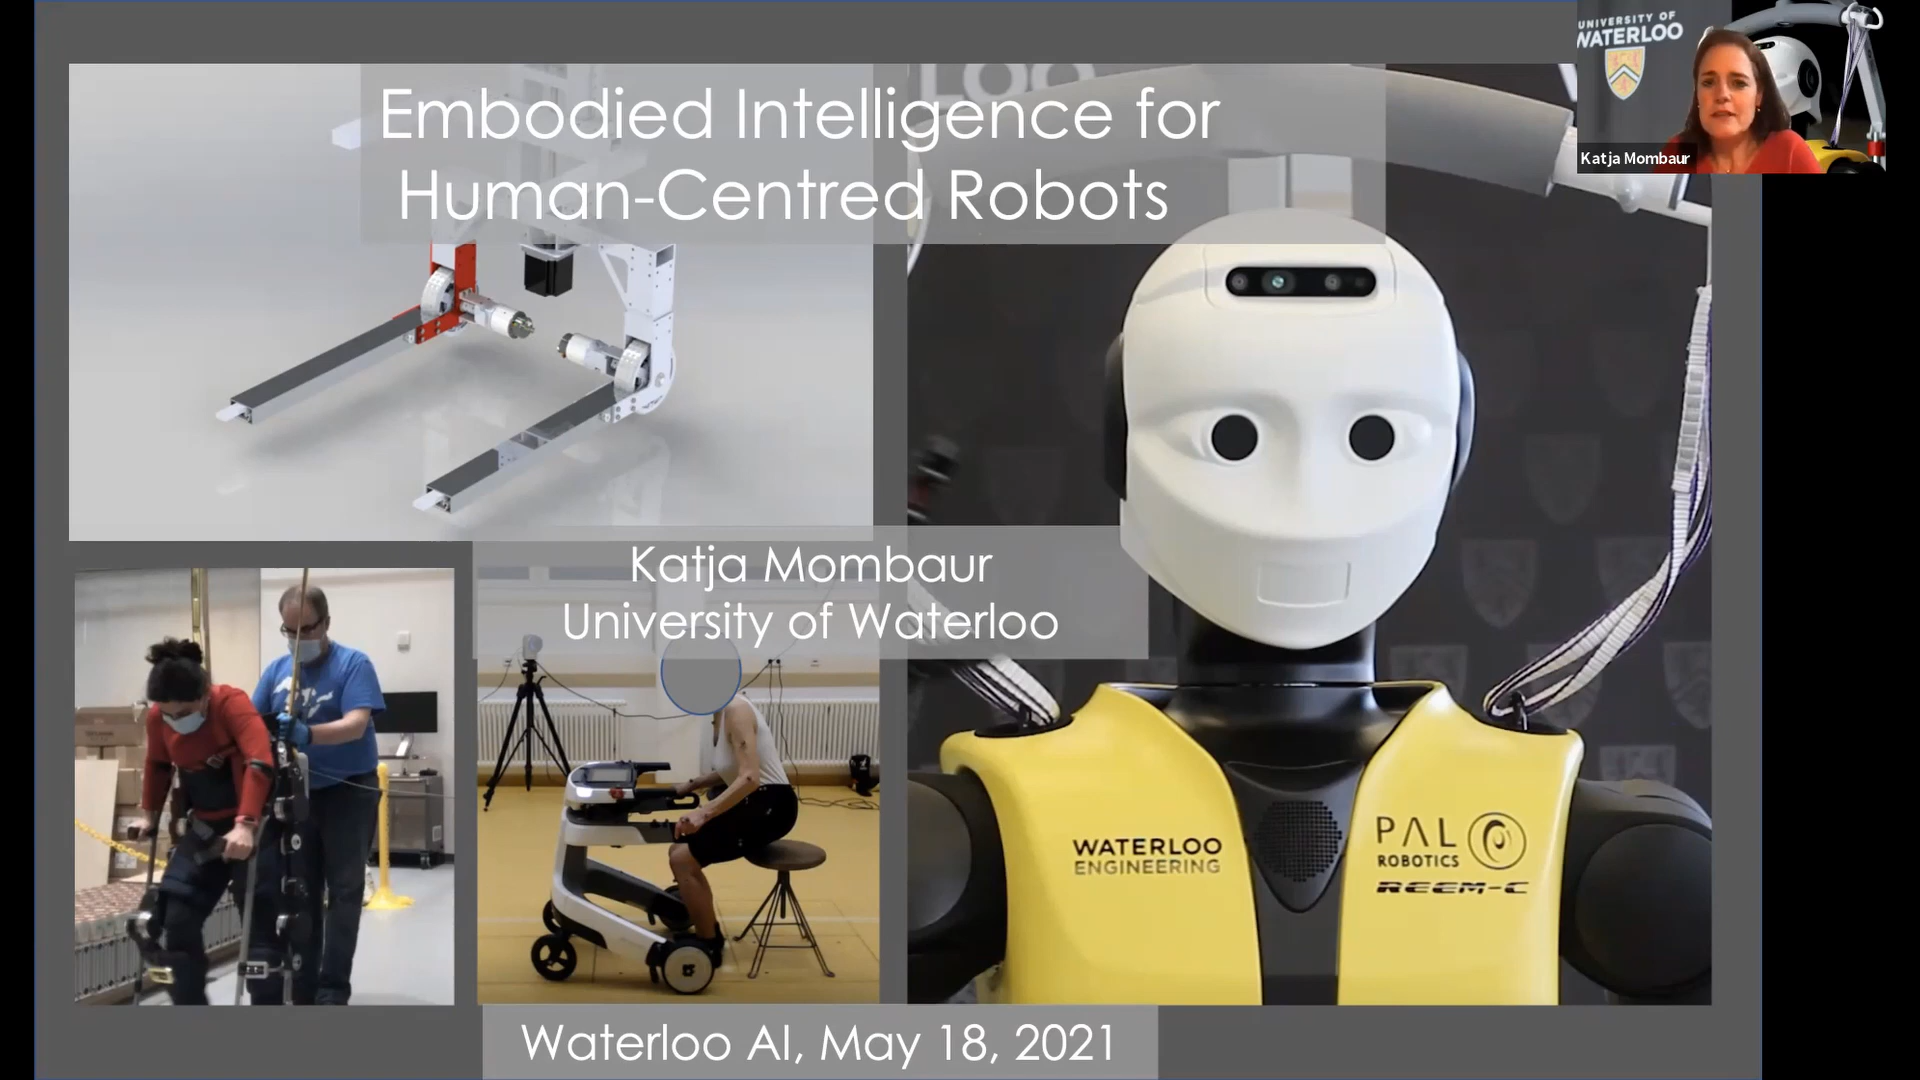 Embodied Intelligence for
Human-Centred Robots
UNIVERSITY OF
WATERLOO
Katja Mombaur
Katja Mombaur
University of Waterloo
WATERLOO
ENGINEERING
PAL
ROBOTICS
REEM-C
Waterloo AI, May 18, 2021